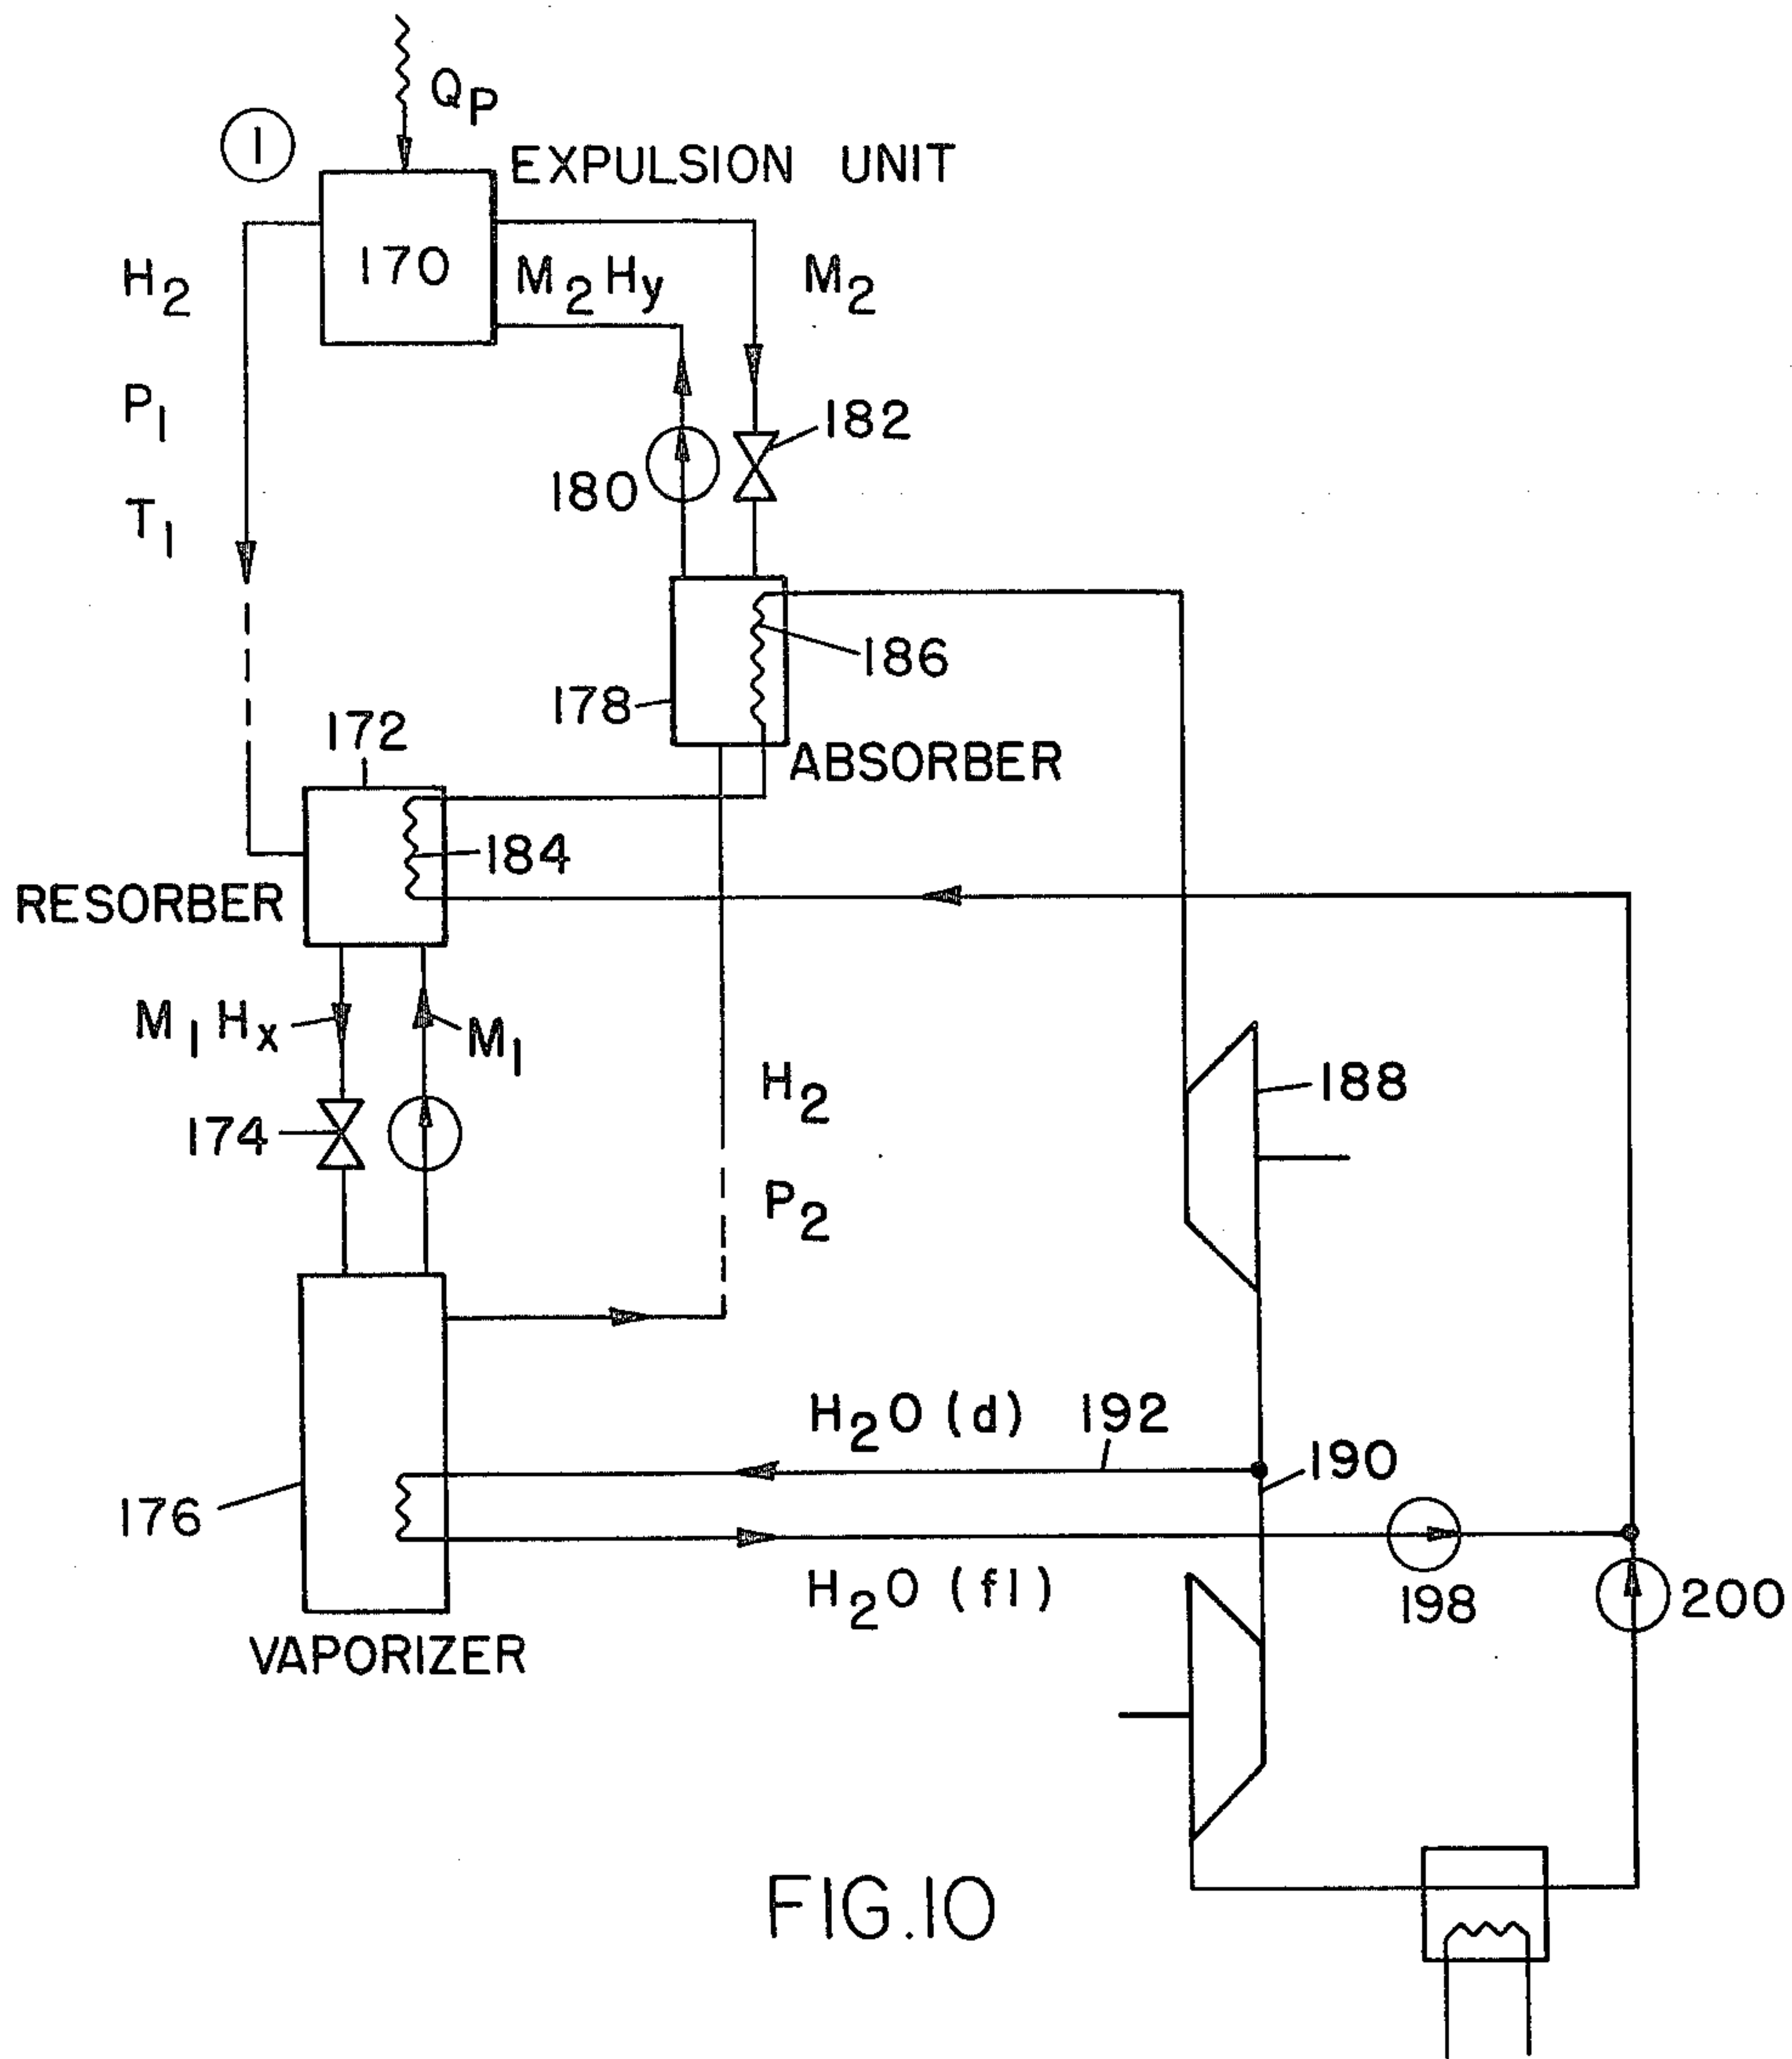 Q_P
1
EXPULSION UNIT
170
H_2
M_2 H_y
M_2
P_1
T_1
180
182
186
178
ABSORBER
172
184
RESORBER
M_1 H_x
M_1
174
H_2
P_2
188
H_2O (d) 192
190
176
H_2O (fl)
198
200
VAPORIZER
FIG.10